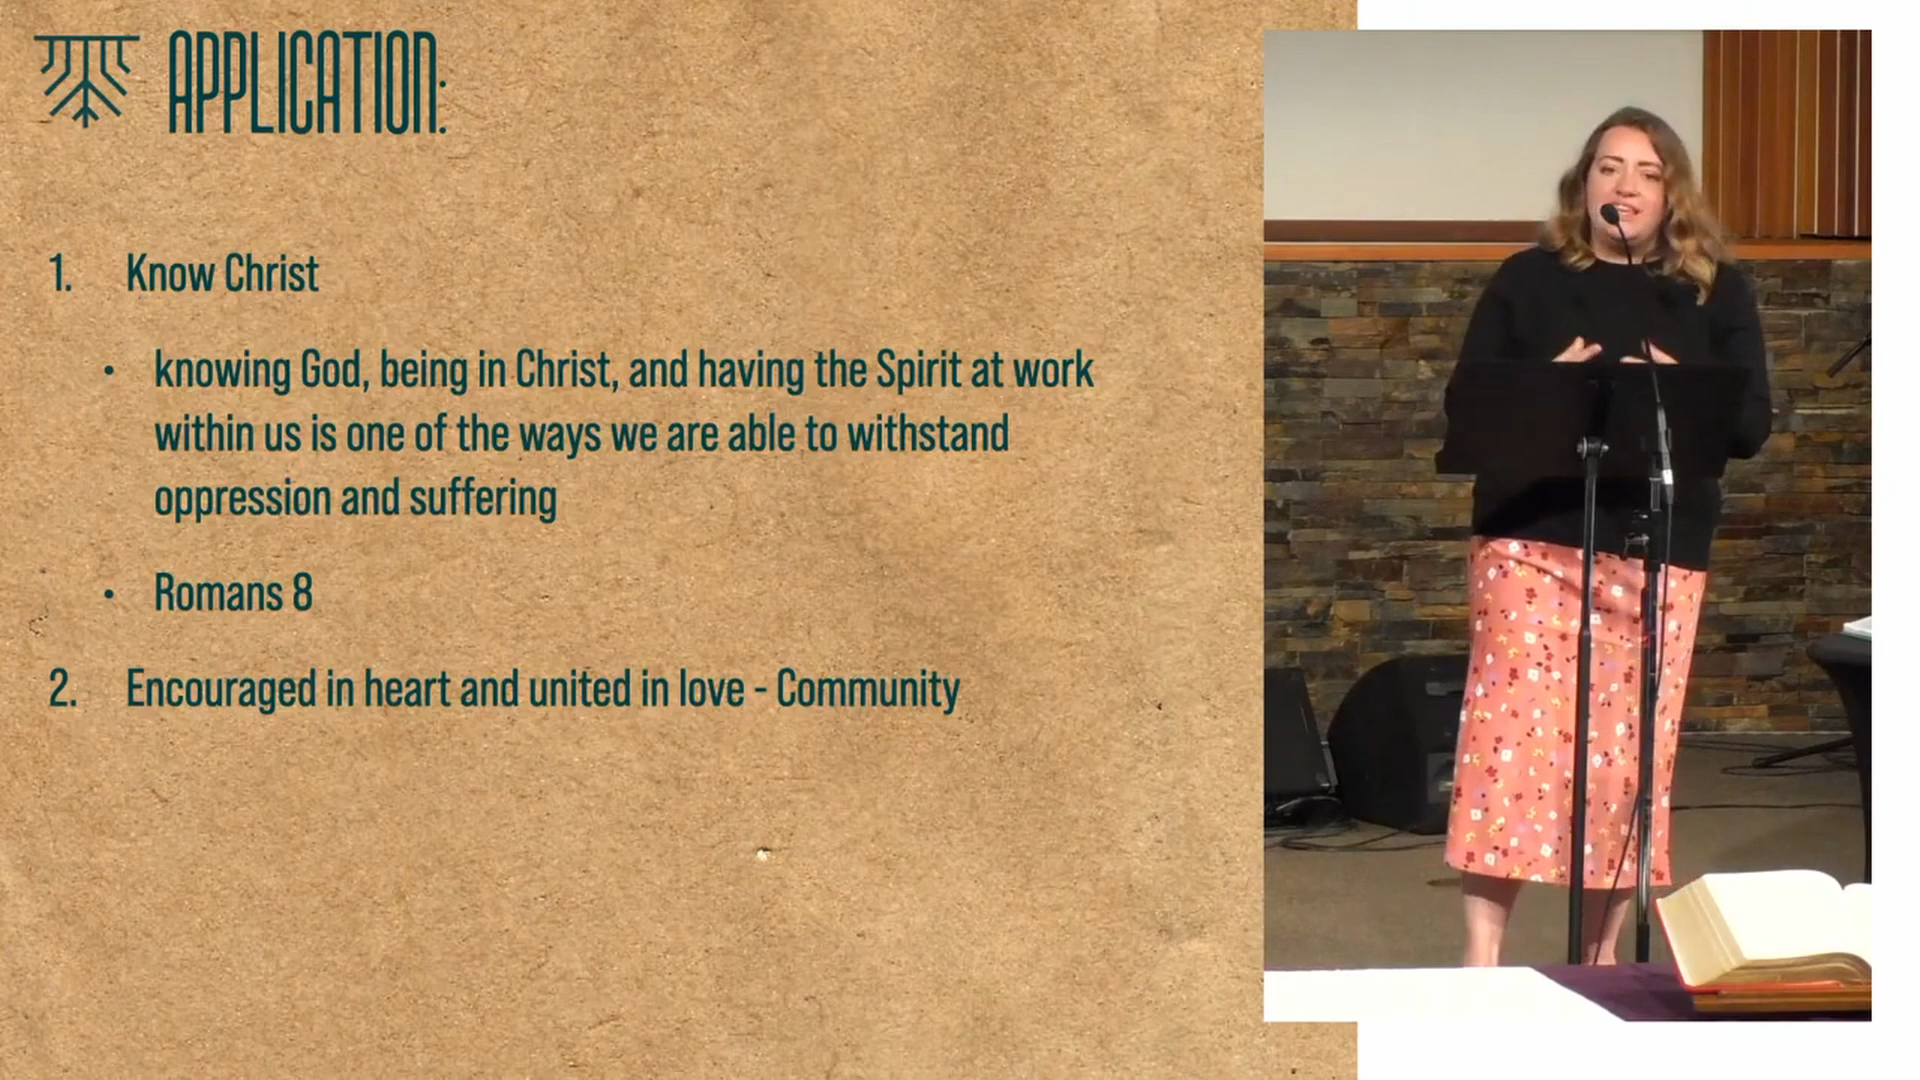 APPLICATION:
1. Know Christ
• knowing God, being in Christ, and having the Spirit at work
within us is one of the ways we are able to withstand
oppression and suffering
• Romans 8
2. Encouraged in heart and united in love - Community